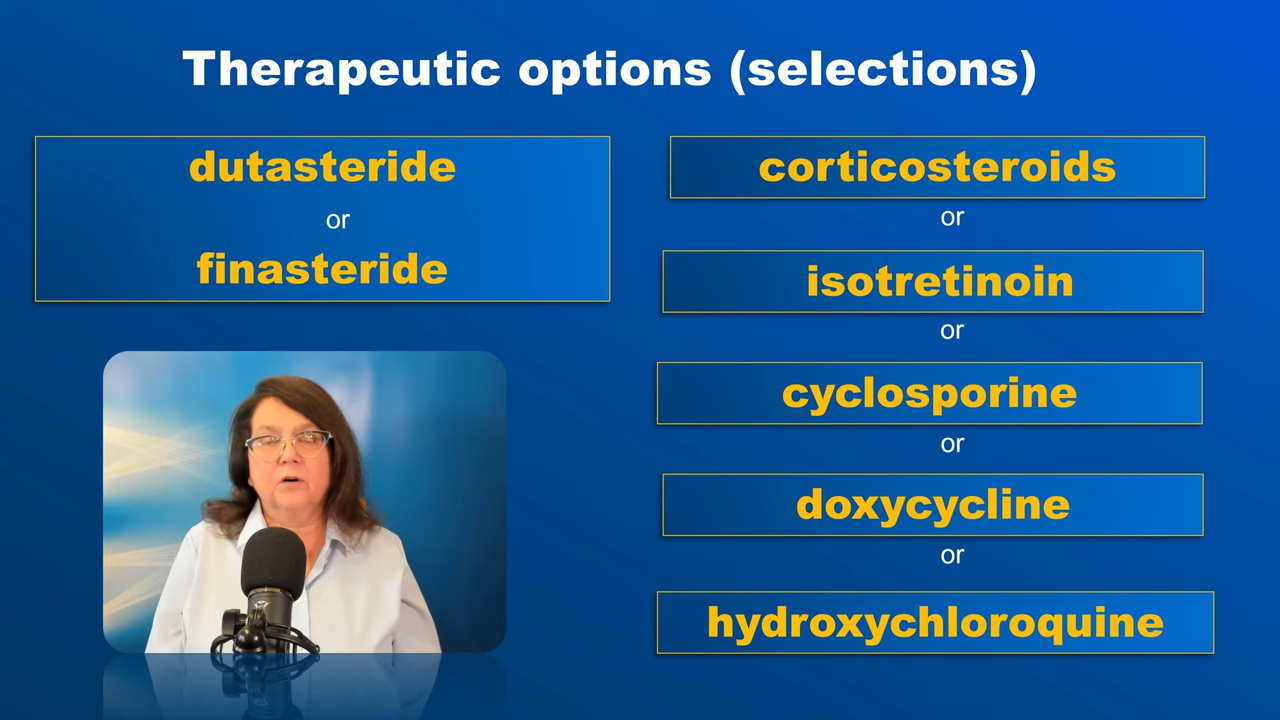 Therapeutic options (selections)
dutasteride
or
finasteride
corticosteroids
or
isotretinoin
or
cyclosporine
or
doxycycline
or
hydroxychloroquine